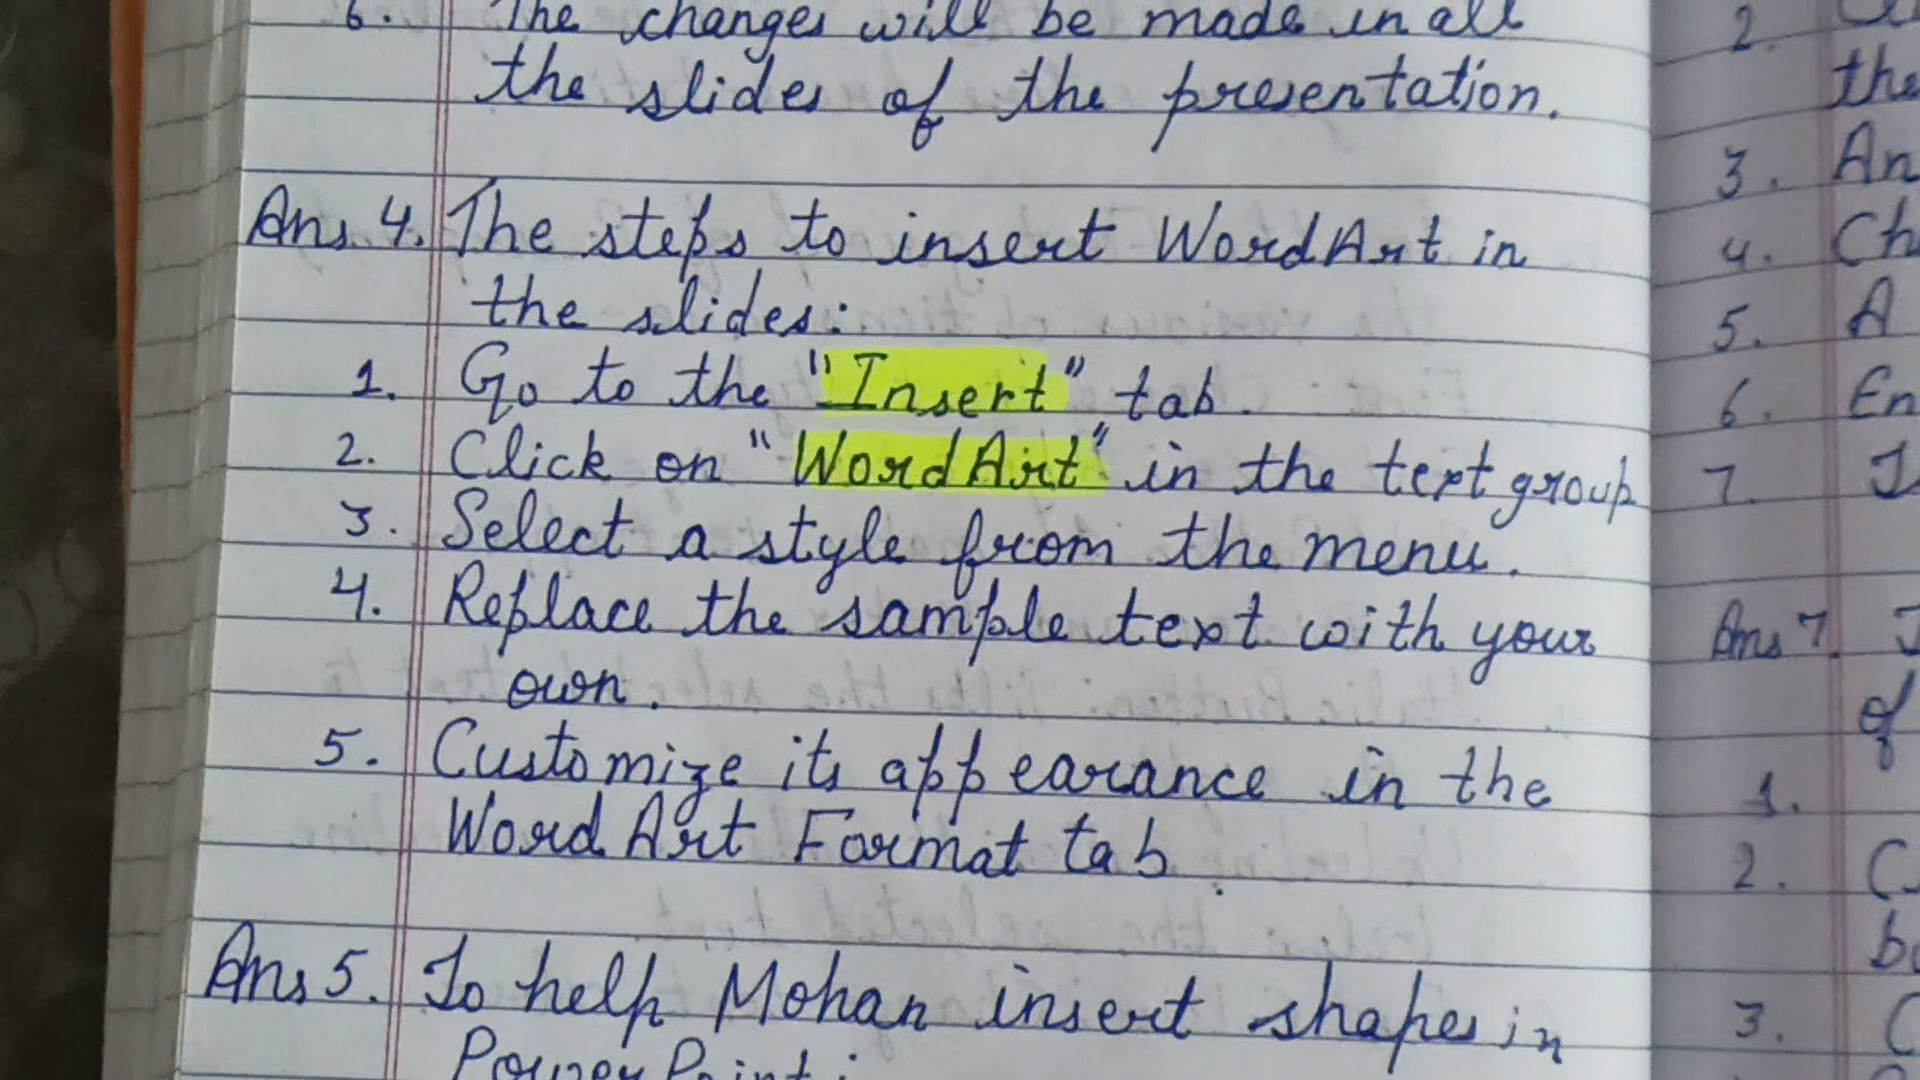 6. The changes will be made in all
the slides of the presentation.
Ans 4. The steps to insert WordArt in
the slides:
1. Go to the "Insert" tab.
2. Click on "WordArt" in the text group
3. Select a style from the menu.
4. Replace the sample text with your
own.
5. Customize its appearance in the
Word Art Format tab.
Ans 5. To help Mohan insert shapes in
PowerPoint:
2.
the
3. An
4. Ch
5. A
6. En
7.
Ans 7.
of
1.
2. C
3. C